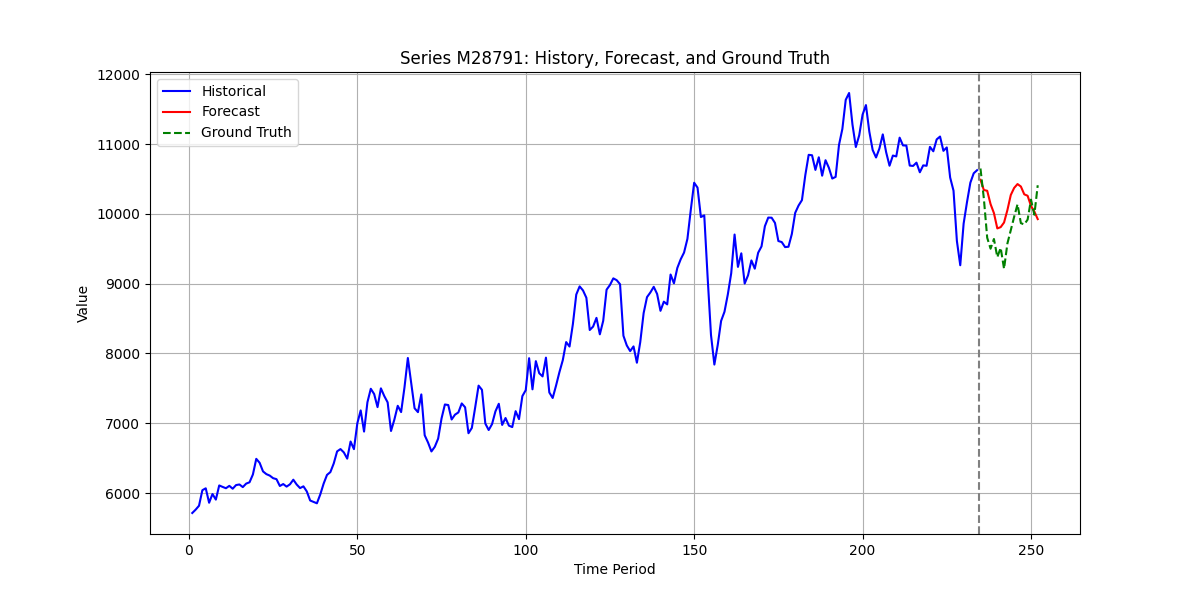 Series M28791: History, Forecast, and Ground Truth
Historical
Forecast
Ground Truth
12000
11000
10000
9000
8000
7000
6000
Value
0 50 100 150 200 250
Time Period